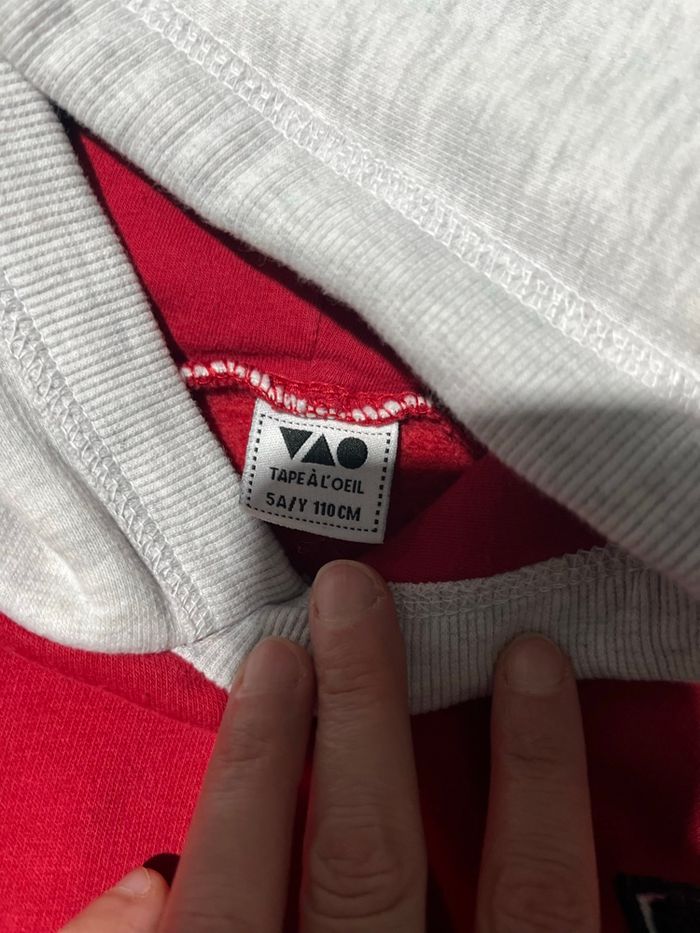 TAPE À L'OEIL
5A/Y 110CM